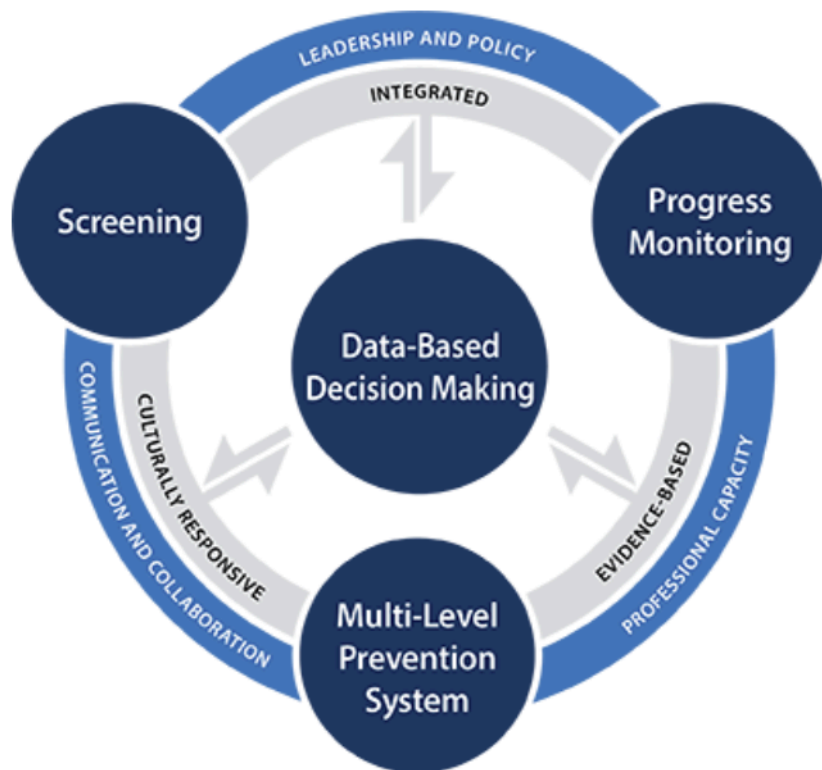 LEADERSHIP AND POLICY
INTEGRATED
Screening
Progress
Monitoring
Data-Based
Decision Making
COMMUNICATION AND COLLABORATION
CULTURALLY RESPONSIVE
EVIDENCE-BASED
PROFESSIONAL CAPACITY
Multi-Level
Prevention
System